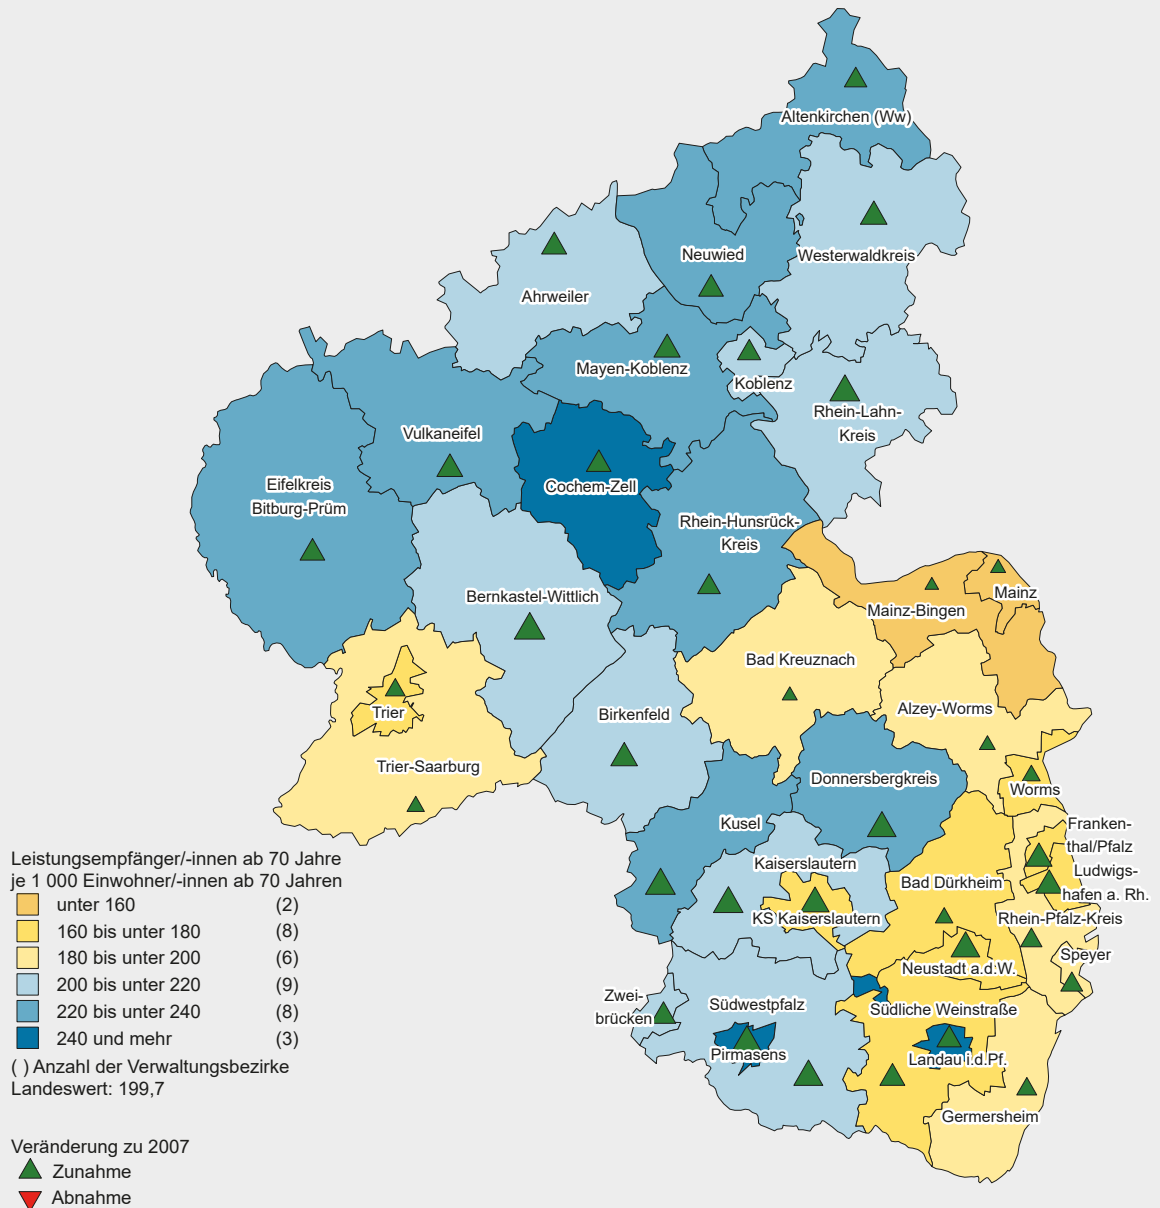 Altenkirchen (Ww)
Neuwied
Westerwaldkreis
Ahrweiler
Mayen-Koblenz
Koblenz
Rhein-Lahn-
Kreis
Vulkaneifel
Cochem-Zell
Eifelkreis
Bitburg-Prüm
Rhein-Hunsrück-
Kreis
Bernkastel-Wittlich
Mainz-Bingen
Mainz
Bad Kreuznach
Alzey-Worms
Trier
Birkenfeld
Trier-Saarburg
Donnersbergkreis
Worms
Kusel
Franken-
thal/Pfalz
Kaiserslautern
Ludwigs-
hafen a. Rh.
Bad Dürkheim
KS Kaiserslautern
Rhein-Pfalz-Kreis
Speyer
Neustadt a.d.W.
Zwei-
brücken
Südwestpfalz
Südliche Weinstraße
Pirmasens
Landau i.d.Pf.
Germersheim
Leistungsempfänger/-innen ab 70 Jahre
je 1 000 Einwohner/-innen ab 70 Jahren
unter 160 (2)
160 bis unter 180 (8)
180 bis unter 200 (6)
200 bis unter 220 (9)
220 bis unter 240 (8)
240 und mehr (3)
( ) Anzahl der Verwaltungsbezirke
Landeswert: 199,7
Veränderung zu 2007
Zunahme
Abnahme